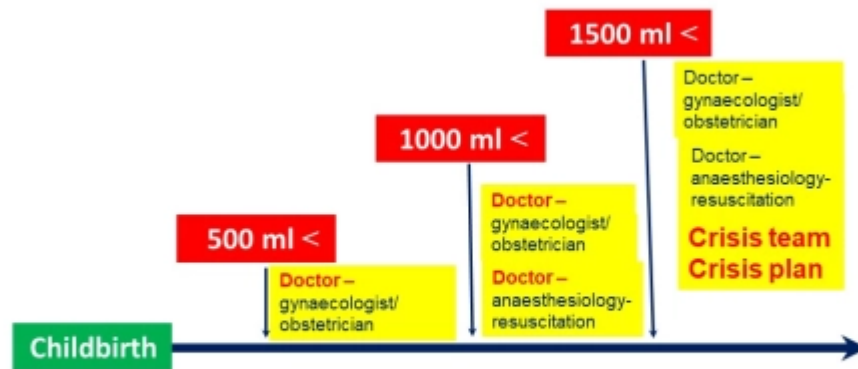 1500 ml <
Doctor –
gynaecologist/
obstetrician
Doctor –
anaesthesiology-
resuscitation
Crisis team
Crisis plan
1000 ml <
Doctor –
gynaecologist/
obstetrician
Doctor –
anaesthesiology-
resuscitation
500 ml <
Doctor –
gynaecologist/
obstetrician
Childbirth